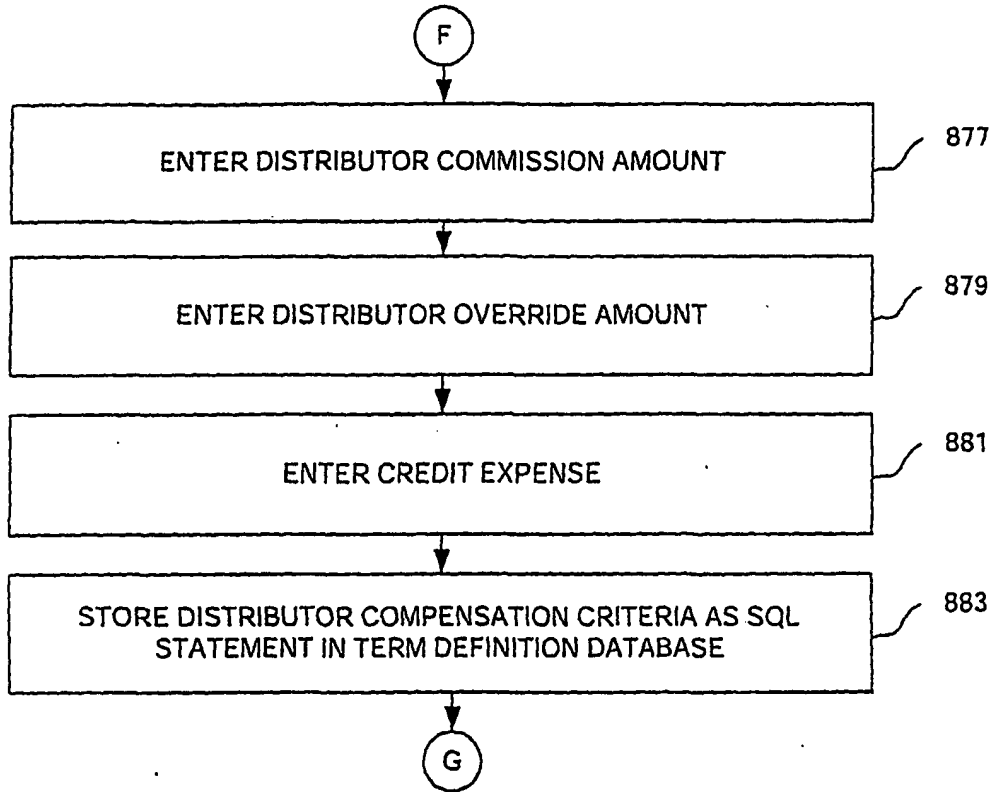 F
ENTER DISTRIBUTOR COMMISSION AMOUNT
877
ENTER DISTRIBUTOR OVERRIDE AMOUNT
879
ENTER CREDIT EXPENSE
881
STORE DISTRIBUTOR COMPENSATION CRITERIA AS SQL
STATEMENT IN TERM DEFINITION DATABASE
883
G